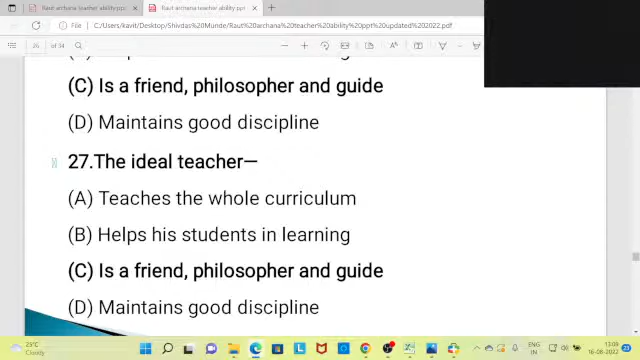 Raut archana teacher ability.ppt
Raut archana teacher ability ppt
File
C:/Users/kavit/Desktop/Shivdas%20Munde/Raut%20archana%20teacher%20ability%20ppt%20updated%202022.pdf
26 of 34
(C) Is a friend, philosopher and guide
(D) Maintains good discipline
27.The ideal teacher—
(A) Teaches the whole curriculum
(B) Helps his students in learning
(C) Is a friend, philosopher and guide
(D) Maintains good discipline
25°C
Cloudy
ENG
IN
16-08-2022